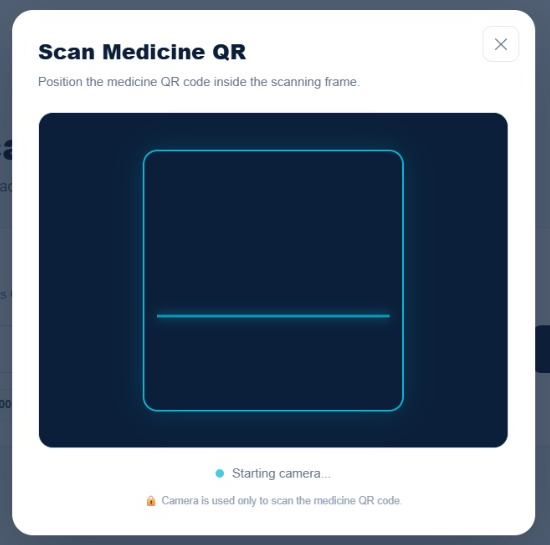 Scan Medicine QR
Position the medicine QR code inside the scanning frame.
Starting camera...
Camera is used only to scan the medicine QR code.